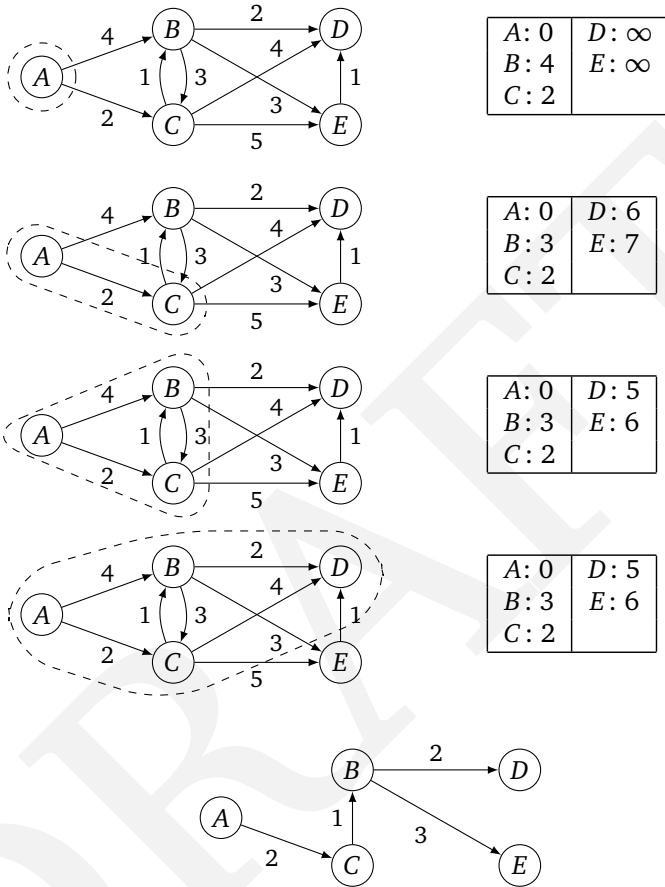 B 2 D
4 4
A 1 3 1
2 3
C 5 E
A: 0 D: ∞
B: 4 E: ∞
C: 2
B 2 D
4 4
A 1 3 1
2 3
C 5 E
A: 0 D: 6
B: 3 E: 7
C: 2
B 2 D
4 4
A 1 3 1
2 3
C 5 E
A: 0 D: 5
B: 3 E: 6
C: 2
B 2 D
4 4
A 1 3 1
2 3
C 5 E
A: 0 D: 5
B: 3 E: 6
C: 2
B 2 D
A 1 3
2 C E
DRAFT